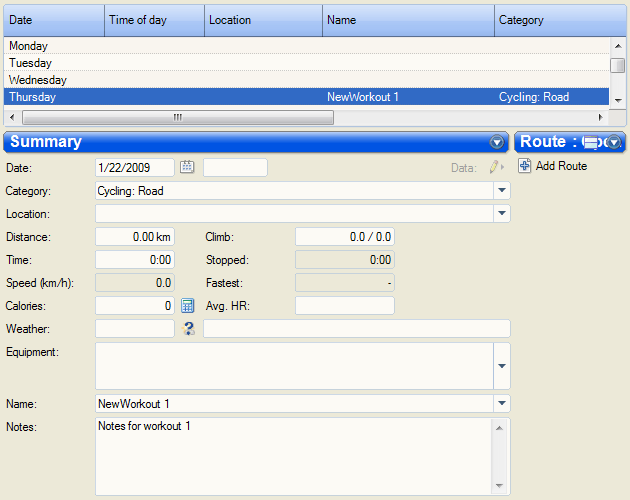 Date Time of day Location Name Category
Monday
Tuesday
Wednesday
Thursday NewWorkout 1 Cycling: Road
Summary Route :
Date: 1/22/2009 Data: Add Route
Category: Cycling: Road
Location:
Distance: 0.00 km Climb: 0.0 / 0.0
Time: 0:00 Stopped: 0:00
Speed (km/h): 0.0 Fastest: -
Calories: 0 Avg. HR:
Weather: ?
Equipment:
Name: NewWorkout 1
Notes: Notes for workout 1